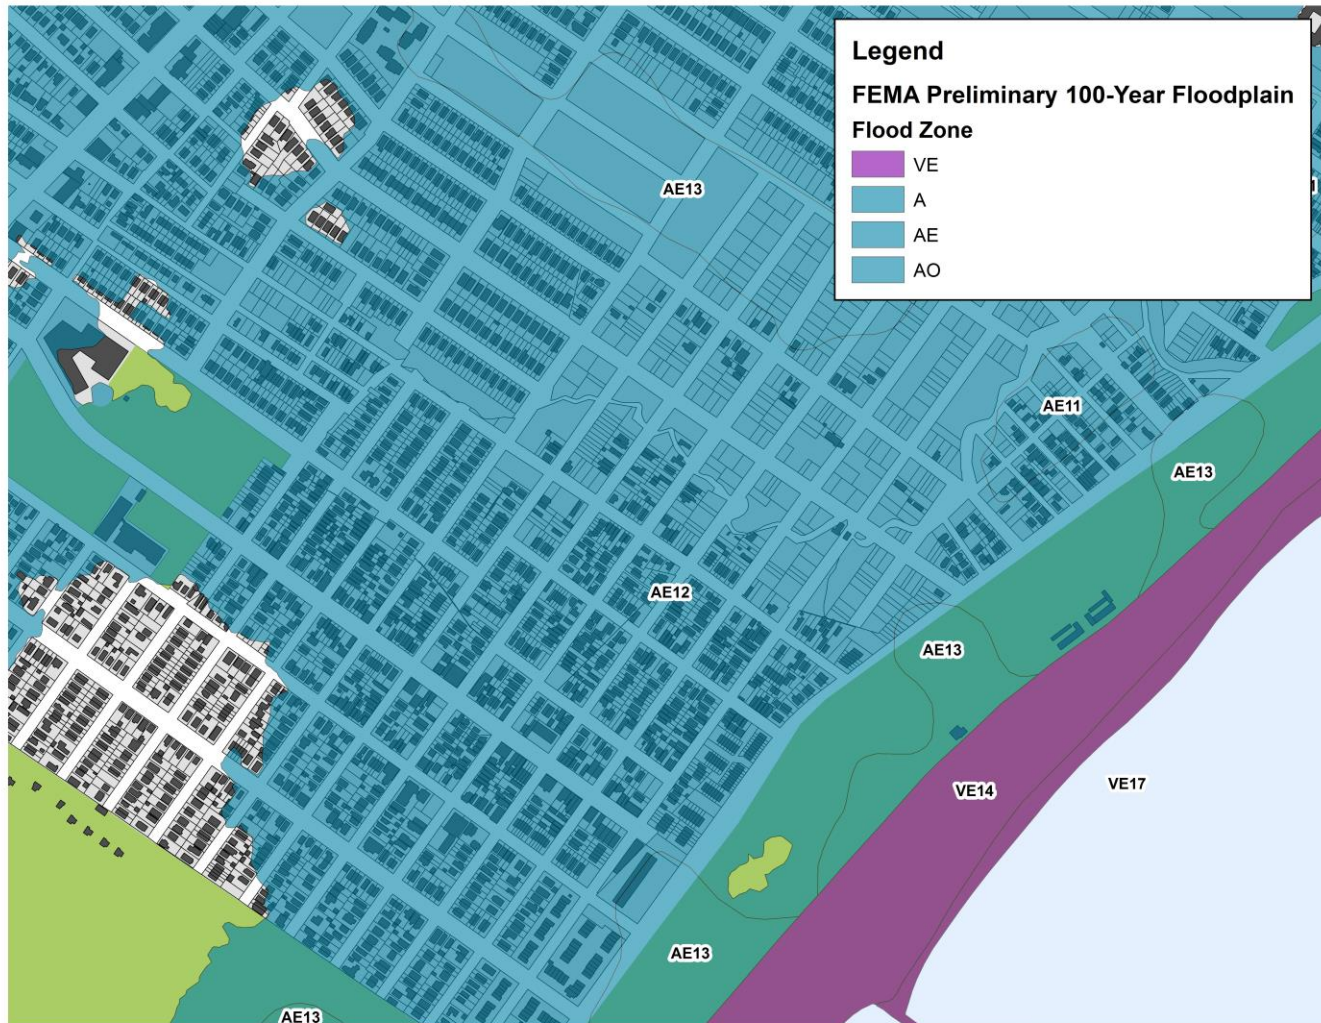 Legend
FEMA Preliminary 100-Year Floodplain
Flood Zone
VE
A
AE
AO
AE13
AE11
AE13
AE12
AE13
VE14
VE17
AE13
AE13